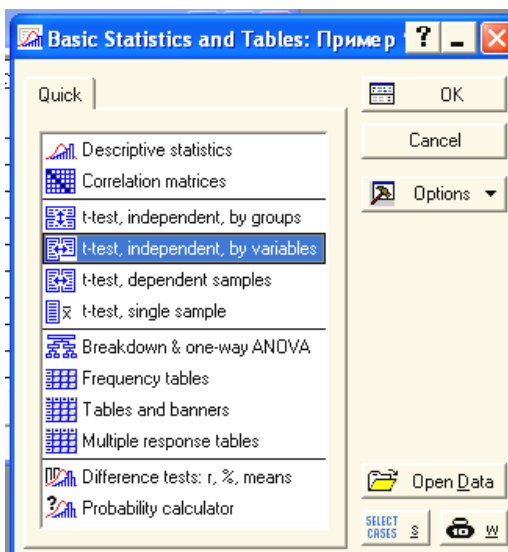 Basic Statistics and Tables: Пример
Quick
OK
Cancel
Options
Descriptive statistics
Correlation matrices
t-test, independent, by groups
t-test, independent, by variables
t-test, dependent samples
t-test, single sample
Breakdown & one-way ANOVA
Frequency tables
Tables and banners
Multiple response tables
Difference tests: r, %, means
Probability calculator
Open Data
SELECT
CASES S
W